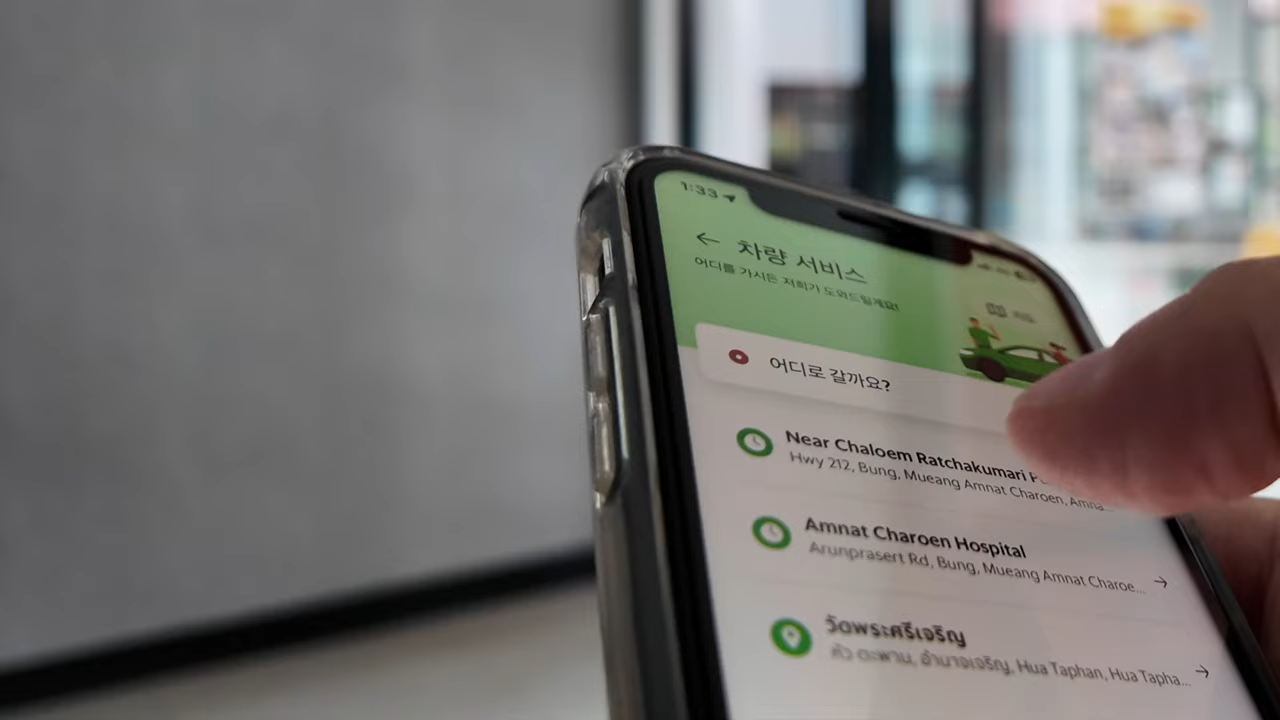 1:33
차량 서비스
어디를 가시든 저희가 도와드릴게요!
어디로 갈까요?
Near Chaloem Ratchakumari
Hwy 212, Bung, Mueang Amnat Charoen, Amna...
Amnat Charoen Hospital
Arunprasert Rd, Bung, Mueang Amnat Charoe...
วัดพระศรีเจริญ
หัว ตะพาน, อำนาจเจริญ, Hua Taphan, Hua Tapha...